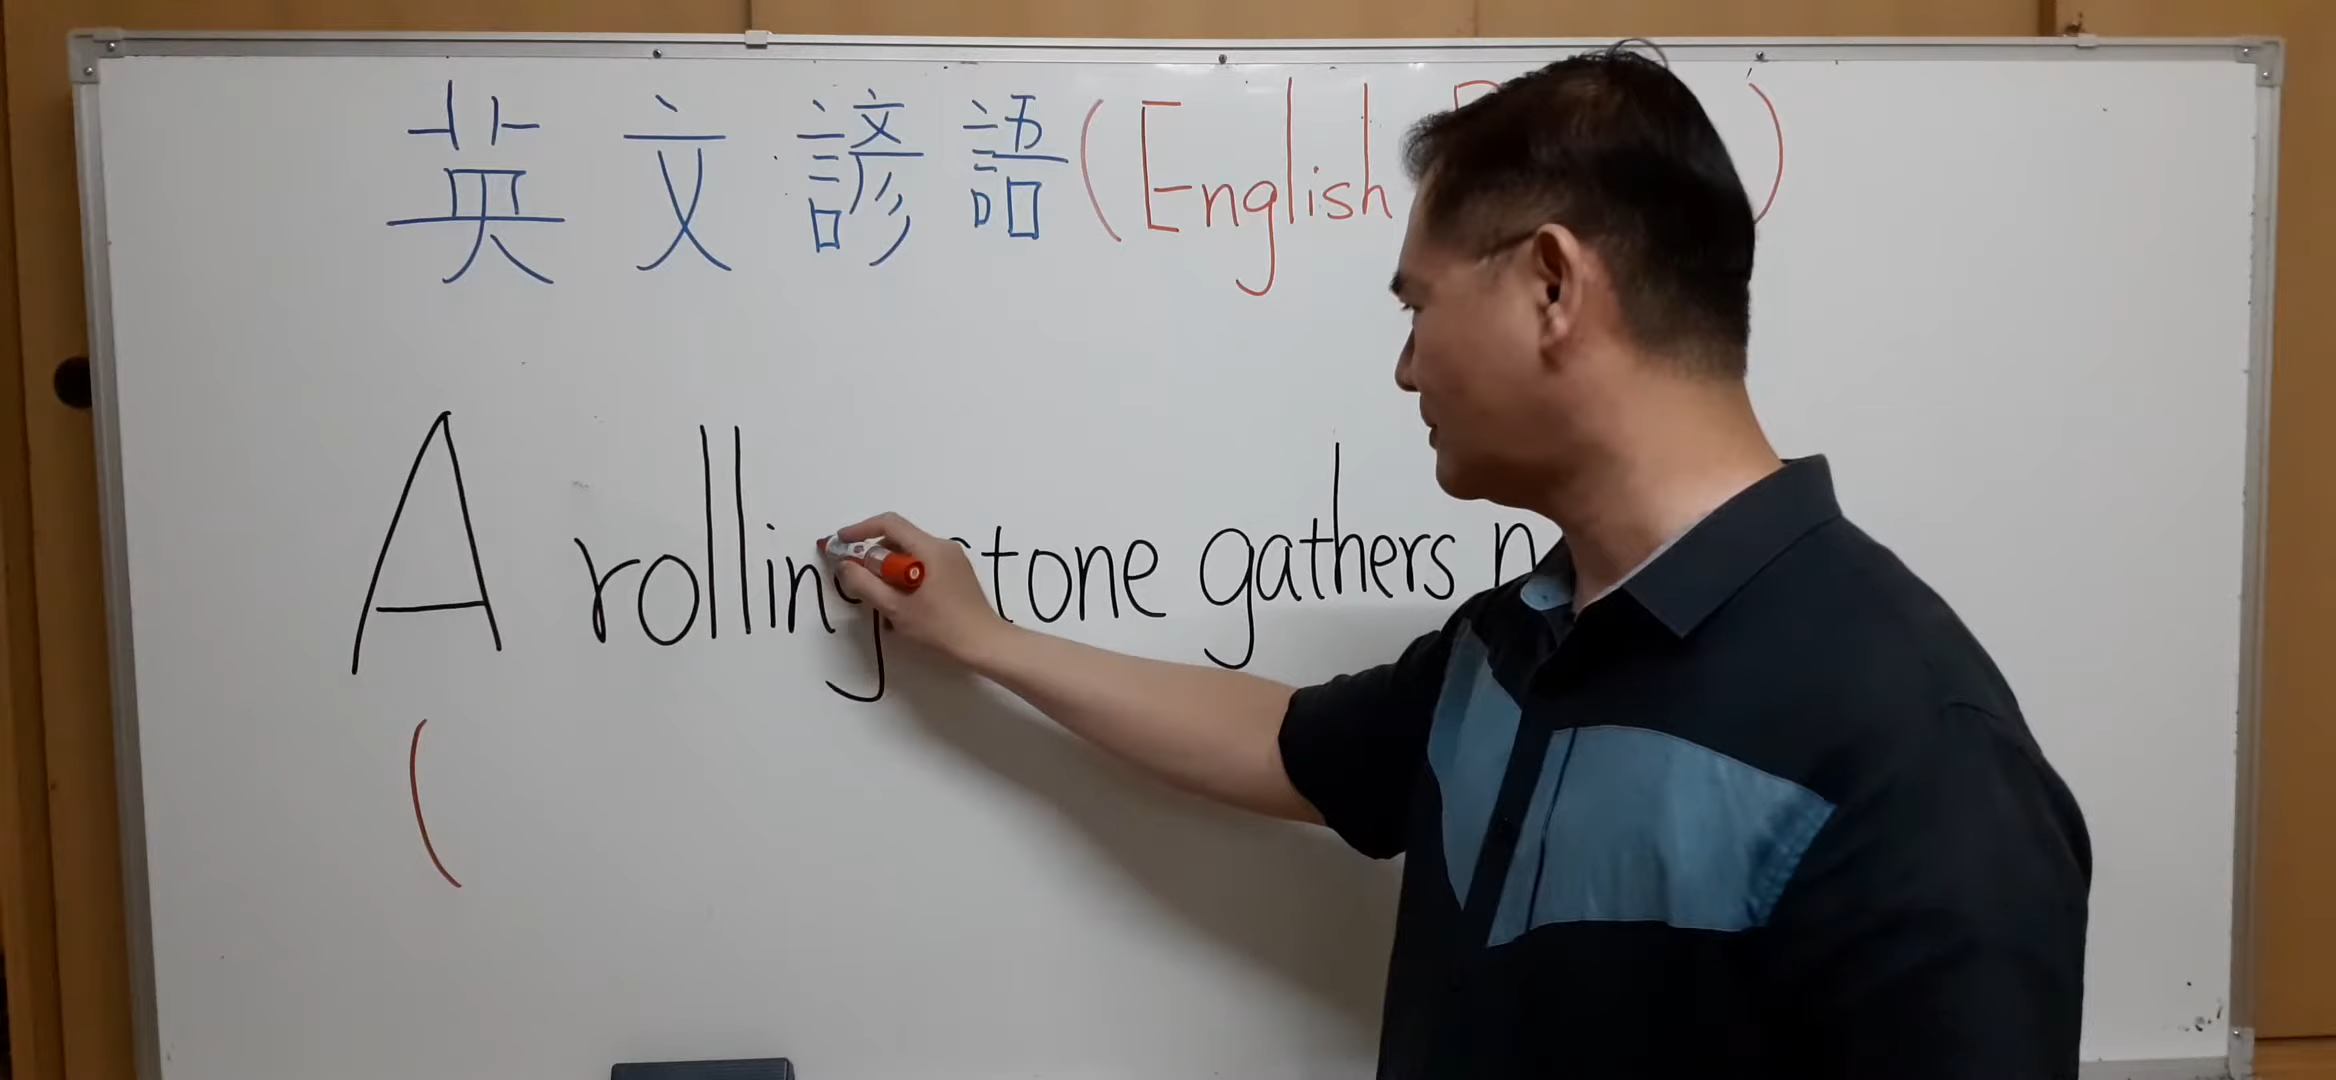 英文諺語(English )
A rolling stone gathers
(